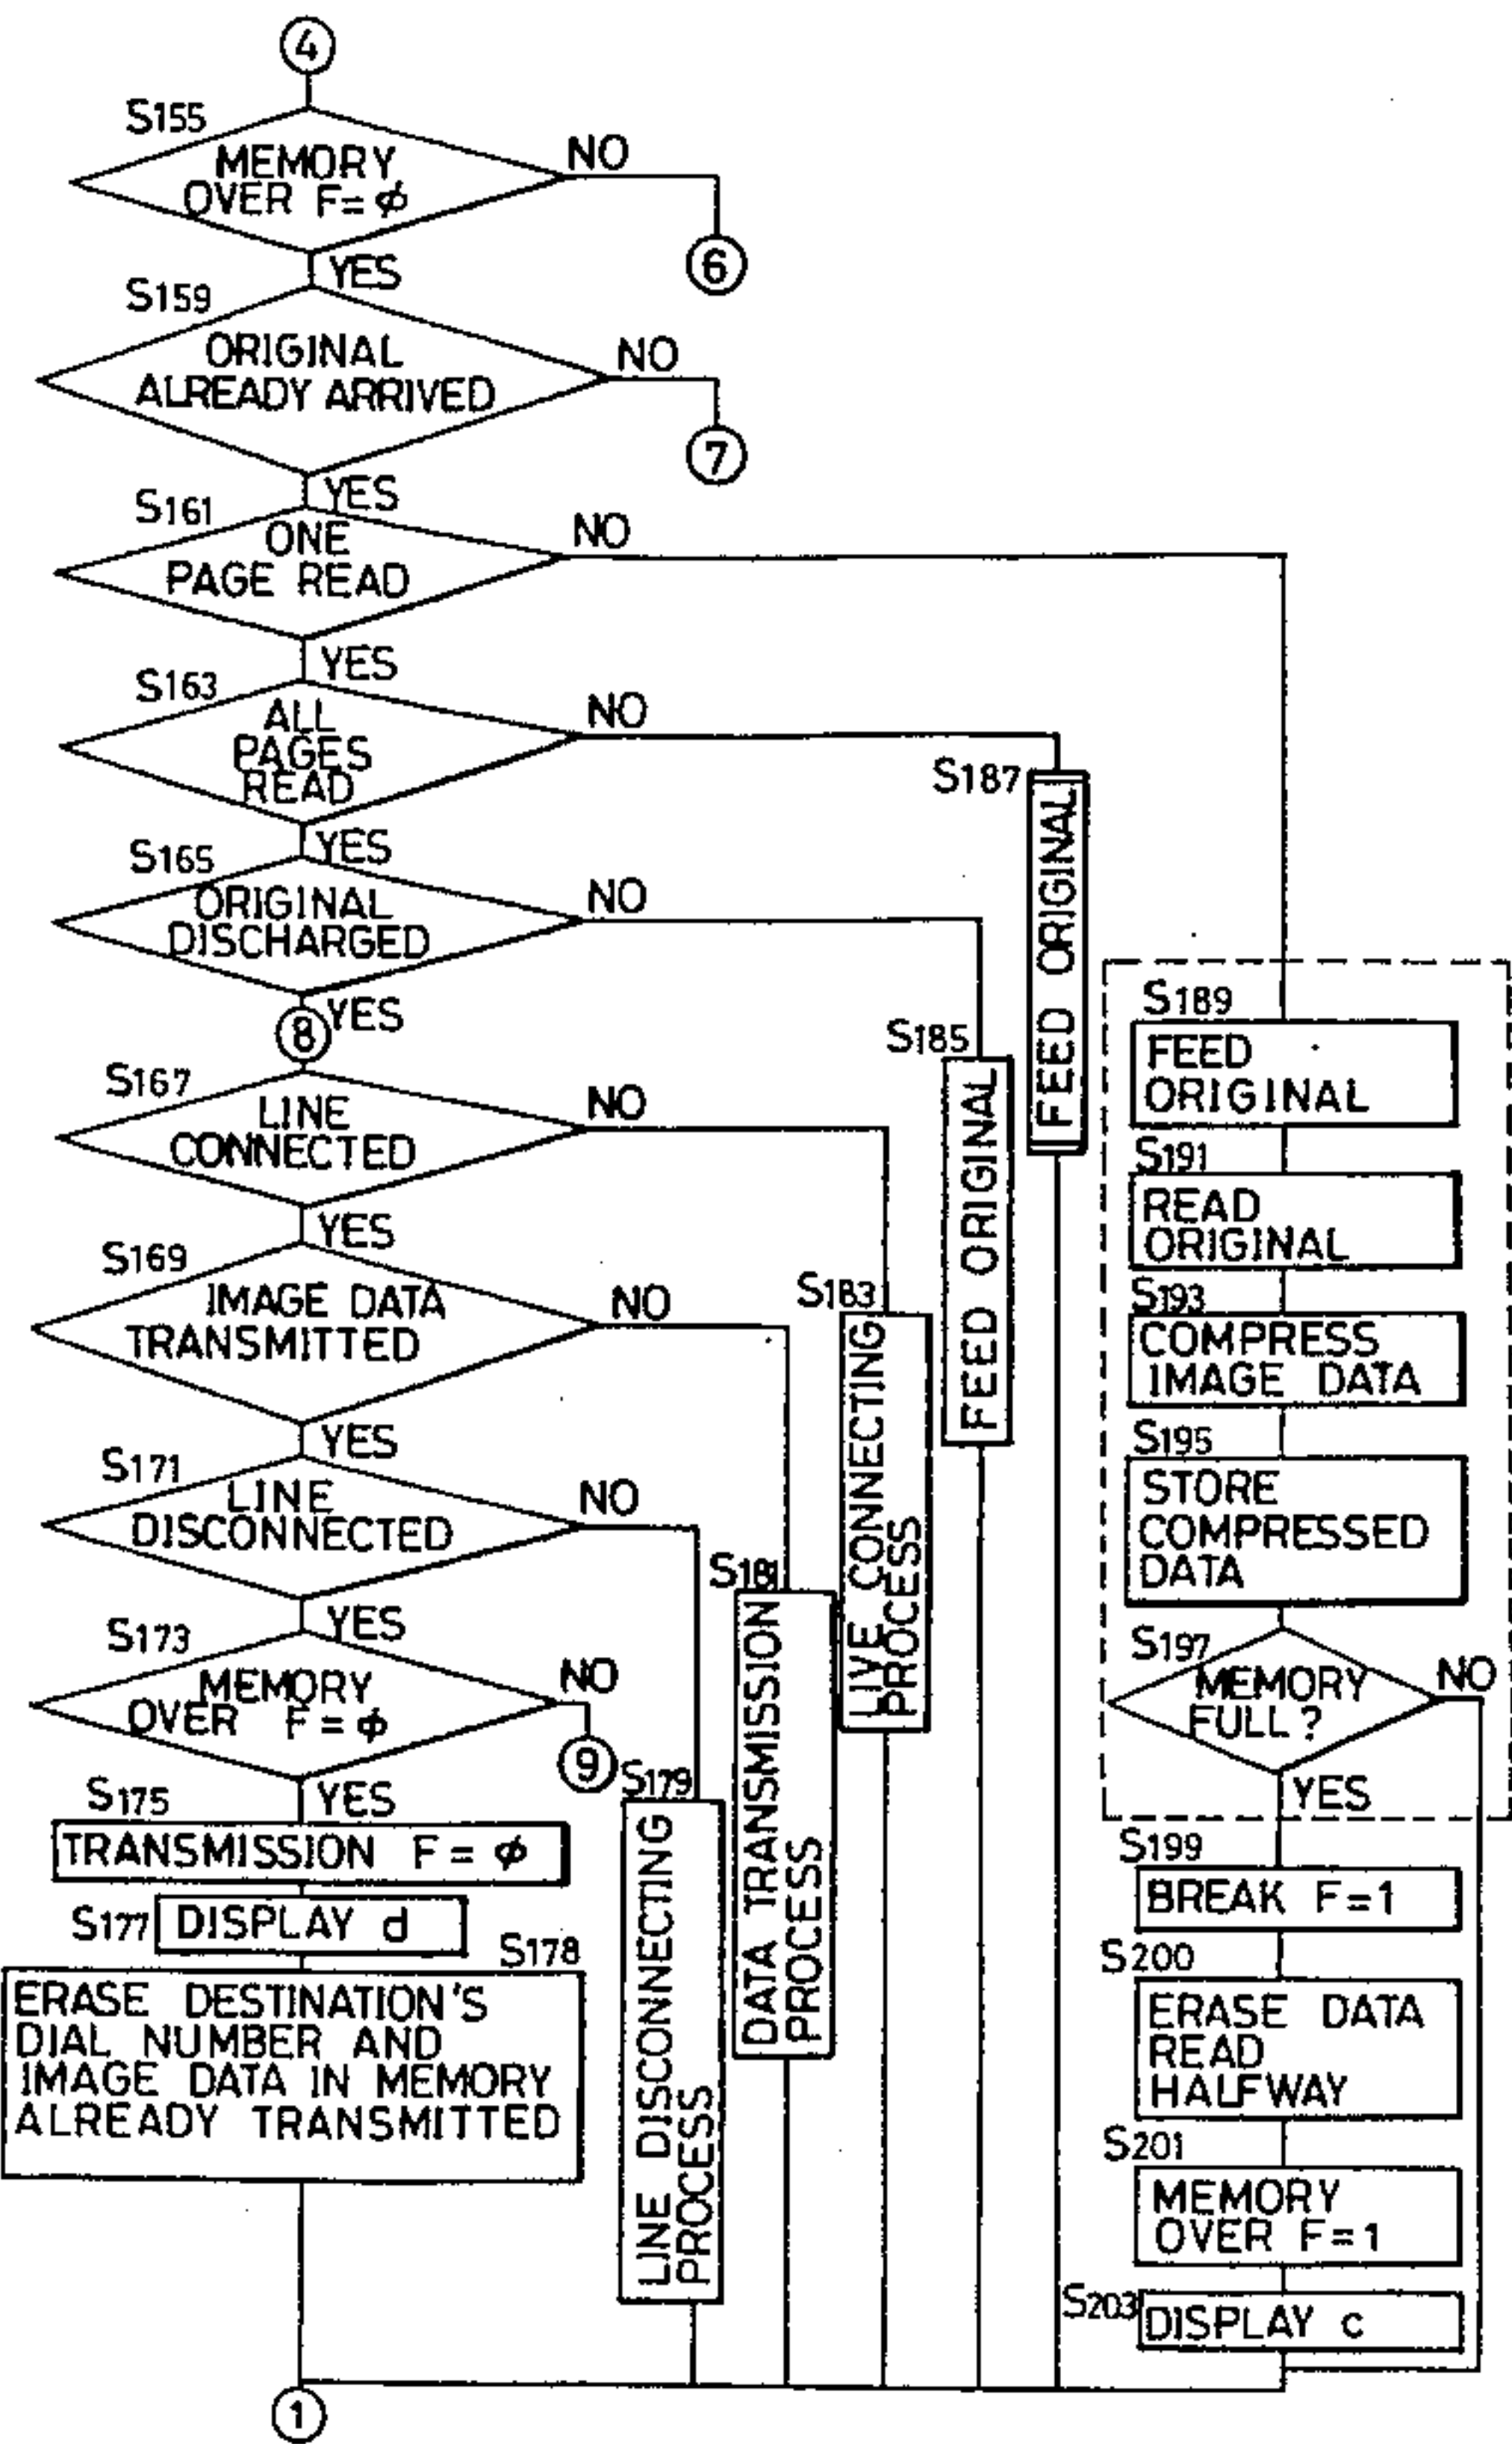 4
S155
MEMORY
OVER F=ϕ
NO
6
YES
S159
ORIGINAL
ALREADY ARRIVED
NO
7
YES
S161
ONE
PAGE READ
NO
YES
S163
ALL
PAGES
READ
NO
YES
S165
ORIGINAL
DISCHARGED
NO
YES
8
S167
LINE
CONNECTED
NO
YES
S169
IMAGE DATA
TRANSMITTED
NO
YES
S171
LINE
DISCONNECTED
NO
YES
S173
MEMORY
OVER F=ϕ
NO
9
YES
S175
TRANSMISSION F=ϕ
S177
DISPLAY d
S178
ERASE DESTINATION'S
DIAL NUMBER AND
IMAGE DATA IN MEMORY
ALREADY TRANSMITTED
1
S179
LINE DISCONNECTING
PROCESS
S181
DATA TRANSMISSION
PROCESS
S183
LIVE CONNECTING
PROCESS
S185
FEED ORIGINAL
S187
FEED ORIGINAL
S189
FEED
ORIGINAL
S191
READ
ORIGINAL
S193
COMPRESS
IMAGE DATA
S195
STORE
COMPRESSED
DATA
S197
MEMORY
FULL?
NO
YES
S199
BREAK F=1
S200
ERASE DATA
READ
HALFWAY
S201
MEMORY
OVER F=1
S203
DISPLAY c